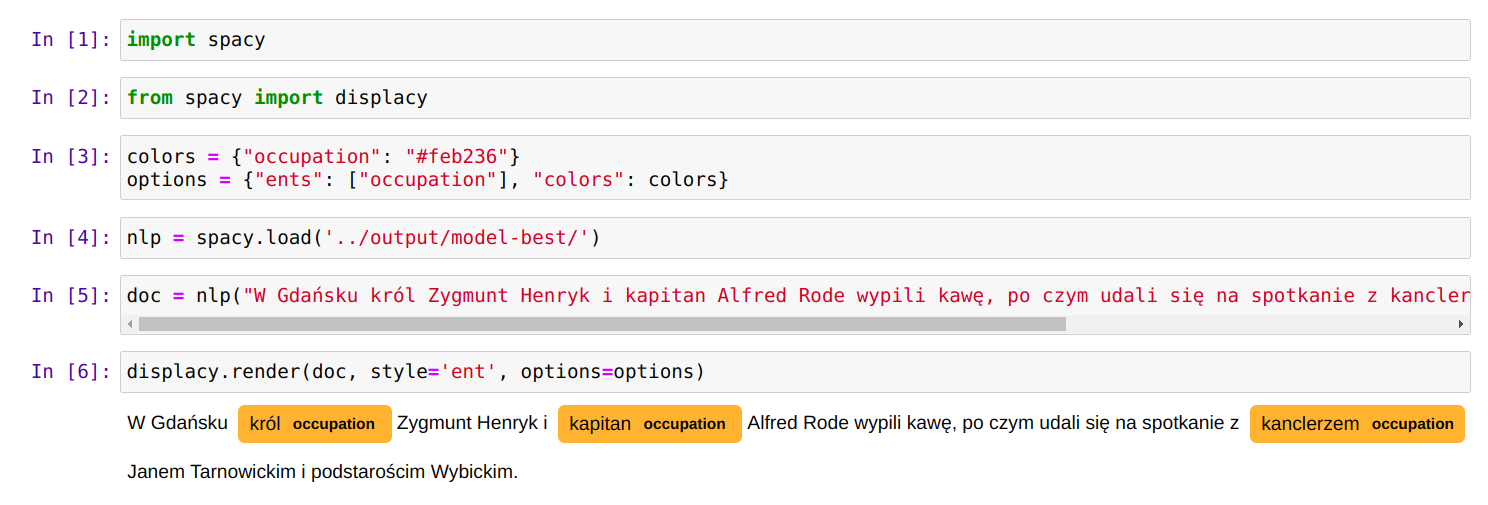 In [1]: import spacy
In [2]: from spacy import displacy
In [3]: colors = {"occupation": "#feb236"}
options = {"ents": ["occupation"], "colors": colors}
In [4]: nlp = spacy.load('../output/model-best/')
In [5]: doc = nlp("W Gdańsku król Zygmunt Henryk i kapitan Alfred Rode wypili kawę, po czym udali się na spotkanie z kancler
In [6]: displacy.render(doc, style='ent', options=options)
W Gdańsku król occupation Zygmunt Henryk i kapitan occupation Alfred Rode wypili kawę, po czym udali się na spotkanie z kanclerzem occupation
Janem Tarnowickim i podstarościm Wybickim.